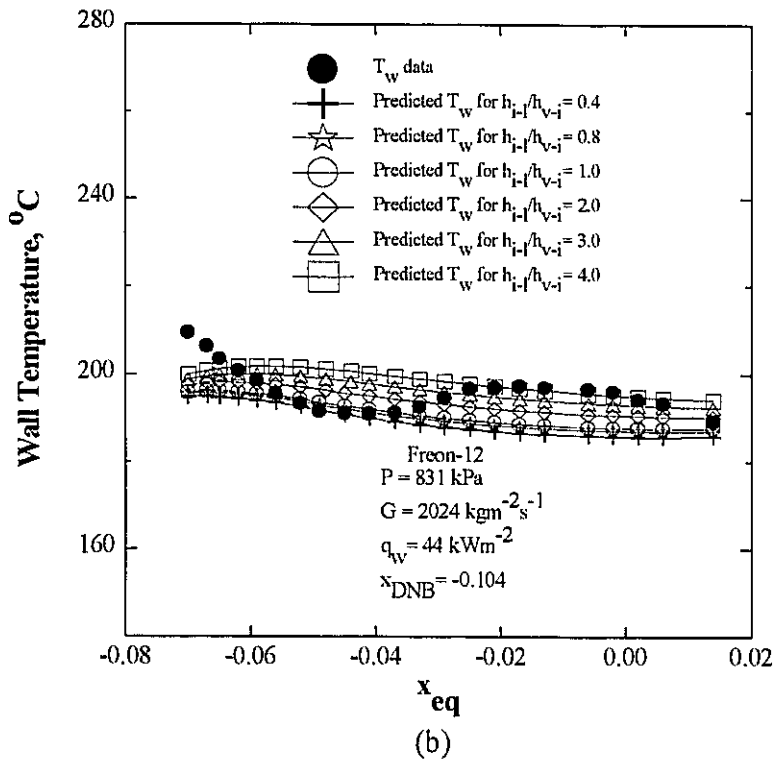 280
240
200
160
Wall Temperature, °C
T_w data
Predicted T_w for h_i-l/h_v-i = 0.4
Predicted T_w for h_i-l/h_v-i = 0.8
Predicted T_w for h_i-l/h_v-i = 1.0
Predicted T_w for h_i-l/h_v-i = 2.0
Predicted T_w for h_i-l/h_v-i = 3.0
Predicted T_w for h_i-l/h_v-i = 4.0
Freon-12
P = 831 kPa
G = 2024 kgm⁻²s⁻¹
q_w = 44 kWm⁻²
x_DNB = -0.104
-0.08 -0.06 -0.04 -0.02 0.00 0.02
x_eq
(b)